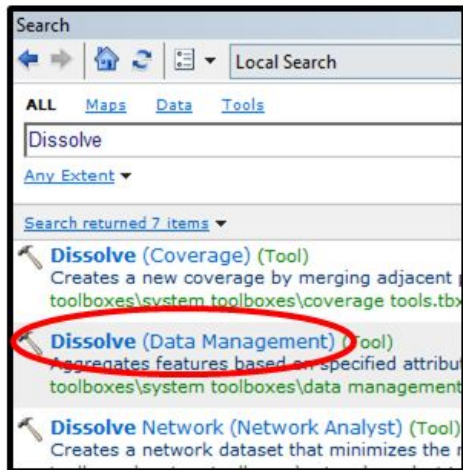 Search
Local Search
ALL Maps Data Tools
Dissolve
Any Extent
Search returned 7 items
Dissolve (Coverage) (Tool)
Creates a new coverage by merging adjacent
toolboxes\system toolboxes\coverage tools.tbx
Dissolve (Data Management) (Tool)
Aggregates features based on specified attribut
toolboxes\system toolboxes\data management
Dissolve Network (Network Analyst) (Tool)
Creates a network dataset that minimizes the